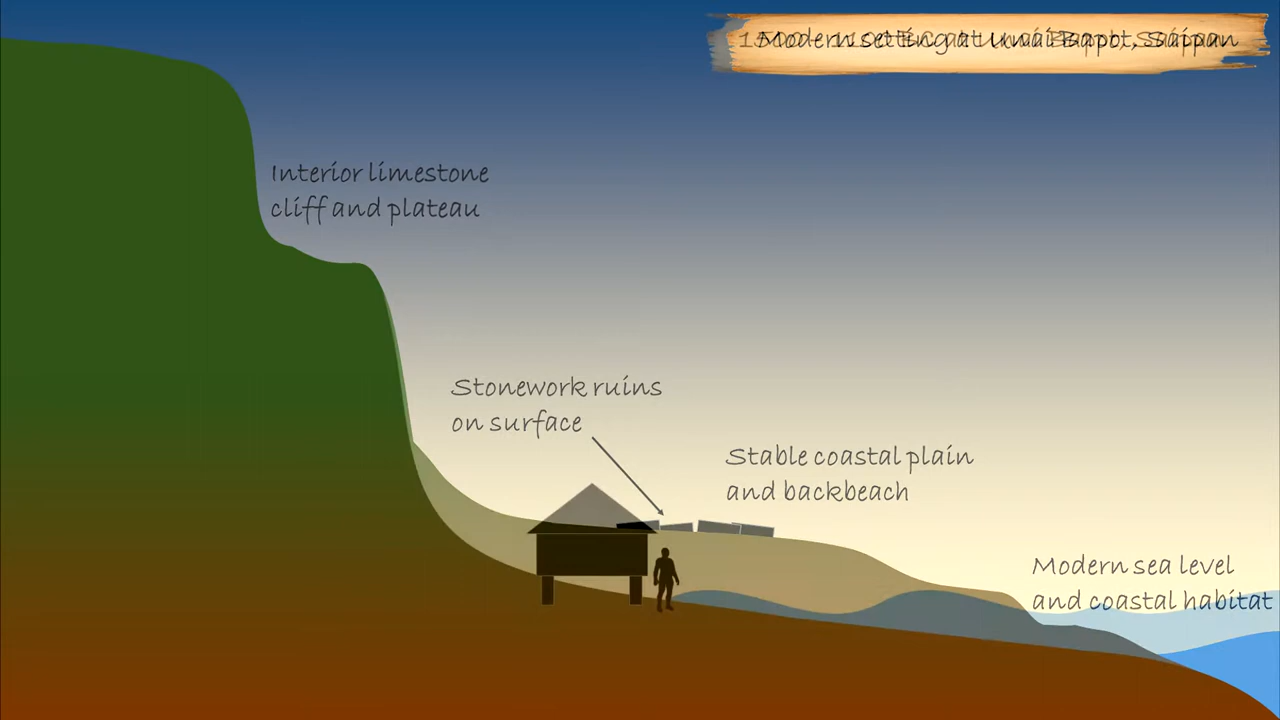 Modern setting at Unai Bapot, Saipan
Interior limestone
cliff and plateau
Stonework ruins
on surface
Stable coastal plain
and backbeach
Modern sea level
and coastal habitat